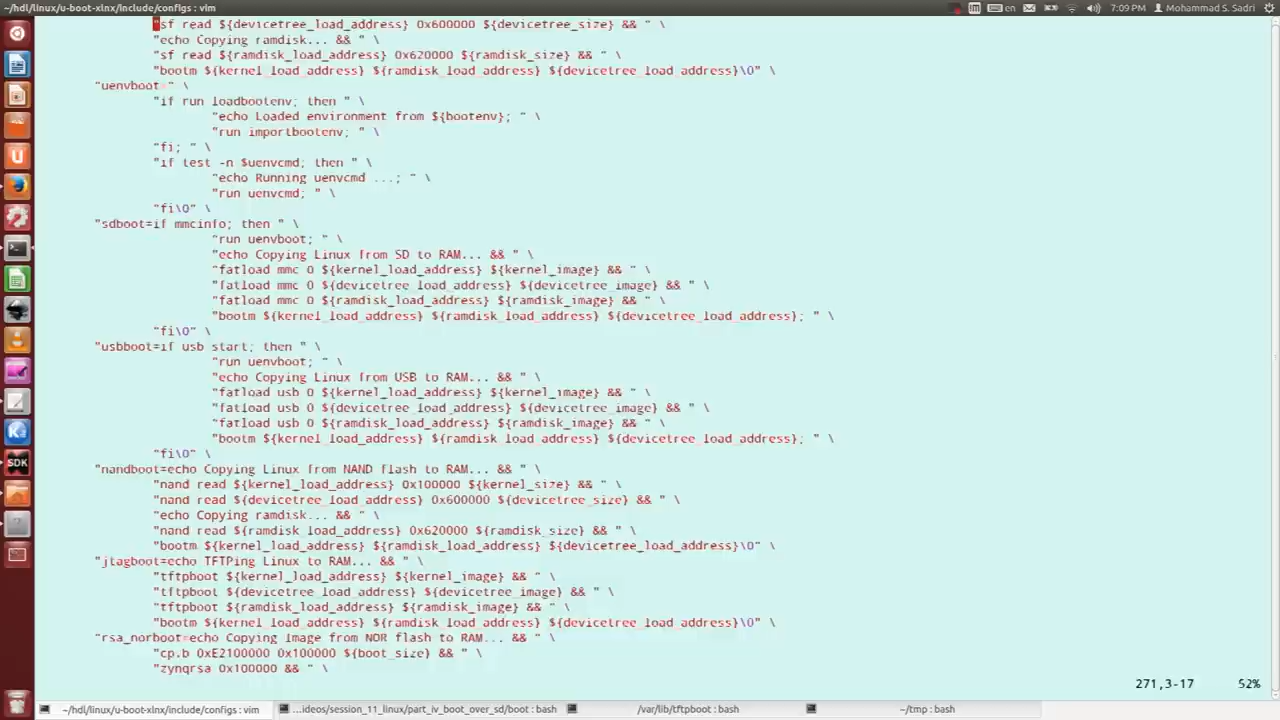 ~/hdl/linux/u-boot-xlnx/include/configs: vim
en
7:09 PM
Mohammad S. Sadri
"sf read ${devicetree_load_address} 0x600000 ${devicetree_size} && " \
"echo Copying ramdisk... && " \
"sf read ${ramdisk_load_address} 0x620000 ${ramdisk_size} && " \
"bootm ${kernel_load_address} ${ramdisk_load_address} ${devicetree_load_address}\0" \
"uenvboot=" \
"if run loadbootenv; then " \
"echo Loaded environment from ${bootenv}; " \
"run importbootenv; " \
"fi; " \
"if test -n $uenvcmd; then " \
"echo Running uenvcmd ...; " \
"run uenvcmd; " \
"fi\0" \
"sdboot=if mmcinfo; then " \
"run uenvboot; " \
"echo Copying Linux from SD to RAM... && " \
"fatload mmc 0 ${kernel_load_address} ${kernel_image} && " \
"fatload mmc 0 ${devicetree_load_address} ${devicetree_image} && " \
"fatload mmc 0 ${ramdisk_load_address} ${ramdisk_image} && " \
"bootm ${kernel_load_address} ${ramdisk_load_address} ${devicetree_load_address}; " \
"fi\0" \
"usbboot=if usb start; then " \
"run uenvboot; " \
"echo Copying Linux from USB to RAM... && " \
"fatload usb 0 ${kernel_load_address} ${kernel_image} && " \
"fatload usb 0 ${devicetree_load_address} ${devicetree_image} && " \
"fatload usb 0 ${ramdisk_load_address} ${ramdisk_image} && " \
"bootm ${kernel_load_address} ${ramdisk_load_address} ${devicetree_load_address}; " \
"fi\0" \
"nandboot=echo Copying Linux from NAND flash to RAM... && " \
"nand read ${kernel_load_address} 0x100000 ${kernel_size} && " \
"nand read ${devicetree_load_address} 0x600000 ${devicetree_size} && " \
"echo Copying ramdisk... && " \
"nand read ${ramdisk_load_address} 0x620000 ${ramdisk_size} && " \
"bootm ${kernel_load_address} ${ramdisk_load_address} ${devicetree_load_address}\0" \
"jtagboot=echo TFTPing Linux to RAM... && " \
"tftpboot ${kernel_load_address} ${kernel_image} && " \
"tftpboot ${devicetree_load_address} ${devicetree_image} && " \
"tftpboot ${ramdisk_load_address} ${ramdisk_image} && " \
"bootm ${kernel_load_address} ${ramdisk_load_address} ${devicetree_load_address}\0" \
"rsa_norboot=echo Copying Image from NOR flash to RAM... && " \
"cp.b 0xE2100000 0x100000 ${boot_size} && " \
"zynqrsa 0x100000 && " \
271,3-17 52%
SDK
~/hdl/linux/u-boot-xlnx/include/configs : vim
...ideos/session_11_linux/part_iv_boot_over_sd/boot : bash
/var/lib/tftpboot : bash
~/tmp : bash